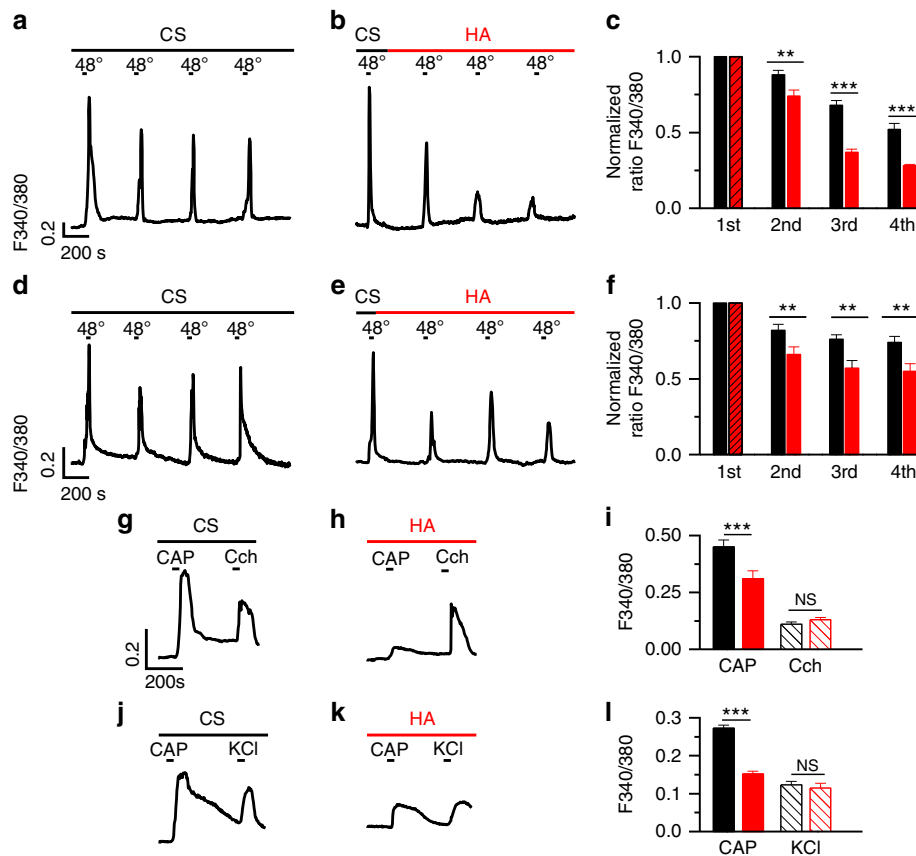 a
CS
48° 48° 48° 48°
F340/380
0.2
200 s
b
CS HA
48° 48° 48° 48°
c
Normalized
ratio F340/380
1.0
0.5
0.0
** *** ***
1st 2nd 3rd 4th
d
CS
48° 48° 48° 48°
F340/380
0.2
200 s
e
CS HA
48° 48° 48° 48°
f
Normalized
ratio F340/380
1.0
0.5
0.0
** ** **
1st 2nd 3rd 4th
g
CS
CAP Cch
0.2
200s
h
HA
CAP Cch
i
F340/380
0.50
0.25
0.00
*** NS
CAP Cch
j
CS
CAP KCl
k
HA
CAP KCl
l
F340/380
0.3
0.2
0.1
0.0
*** NS
CAP KCl